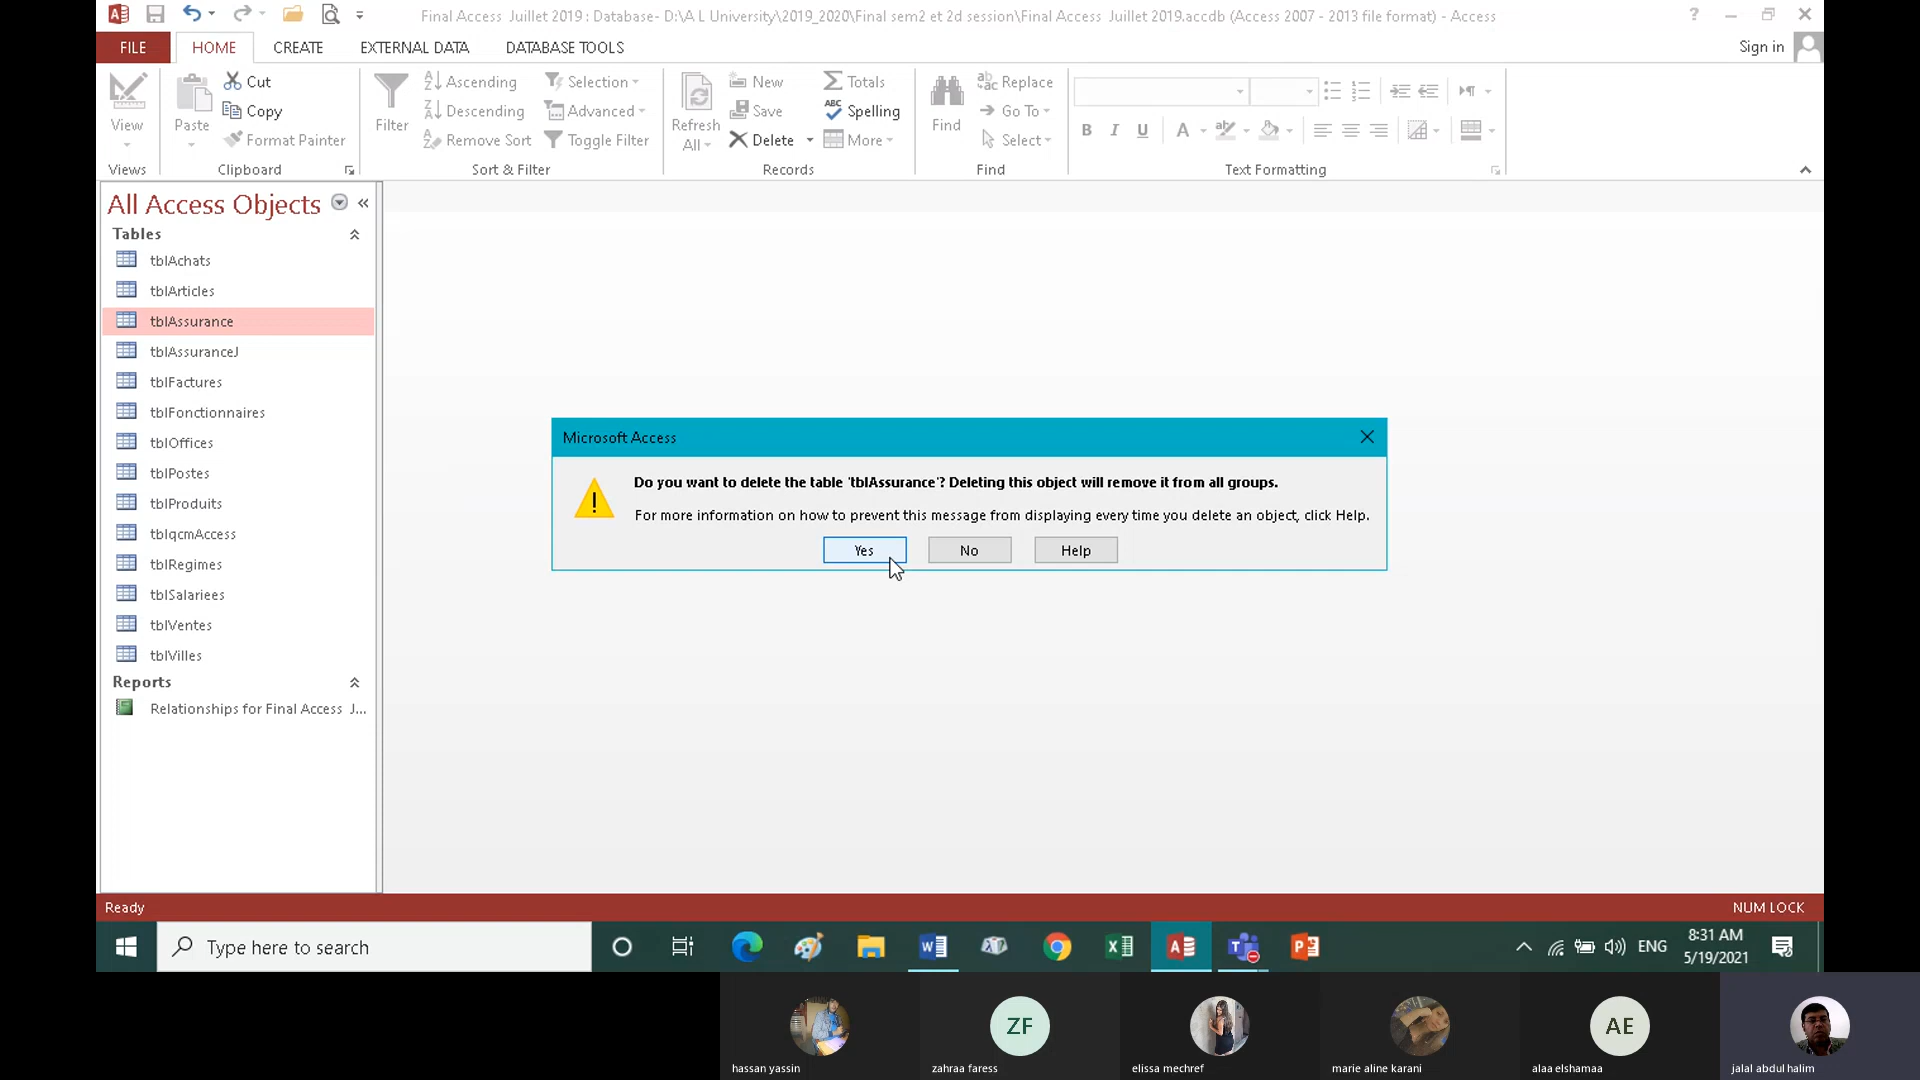 Final Access Juillet 2019 : Database- D:\A L University\2019_2020\Final sem2 et 2d session\Final Access Juillet 2019.accdb (Access 2007 - 2013 file format) - Access
?
FILE HOME CREATE EXTERNAL DATA DATABASE TOOLS Sign in
View
Views
Paste
Cut
Copy
Format Painter
Clipboard
Filter
Ascending
Descending
Remove Sort
Selection
Advanced
Toggle Filter
Sort & Filter
Refresh
All
New
Save
Delete
Totals
Spelling
More
Records
Find
Replace
Go To
Select
Find
B I U A
Text Formatting
All Access Objects
Tables
tblAchats
tblArticles
tblAssurance
tblAssuranceJ
tblFactures
tblFonctionnaires
tblOffices
tblPostes
tblProduits
tblqcmAccess
tblRegimes
tblSalariees
tblVentes
tblVilles
Reports
Relationships for Final Access J...
Microsoft Access
Do you want to delete the table 'tblAssurance'? Deleting this object will remove it from all groups.
For more information on how to prevent this message from displaying every time you delete an object, click Help.
Yes No Help
Ready NUM LOCK
Type here to search
ENG
8:31 AM
5/19/2021
ZF AE
hassan yassin zahraa faress elissa mechref marie aline karani alaa elshamaa jalal abdul halim